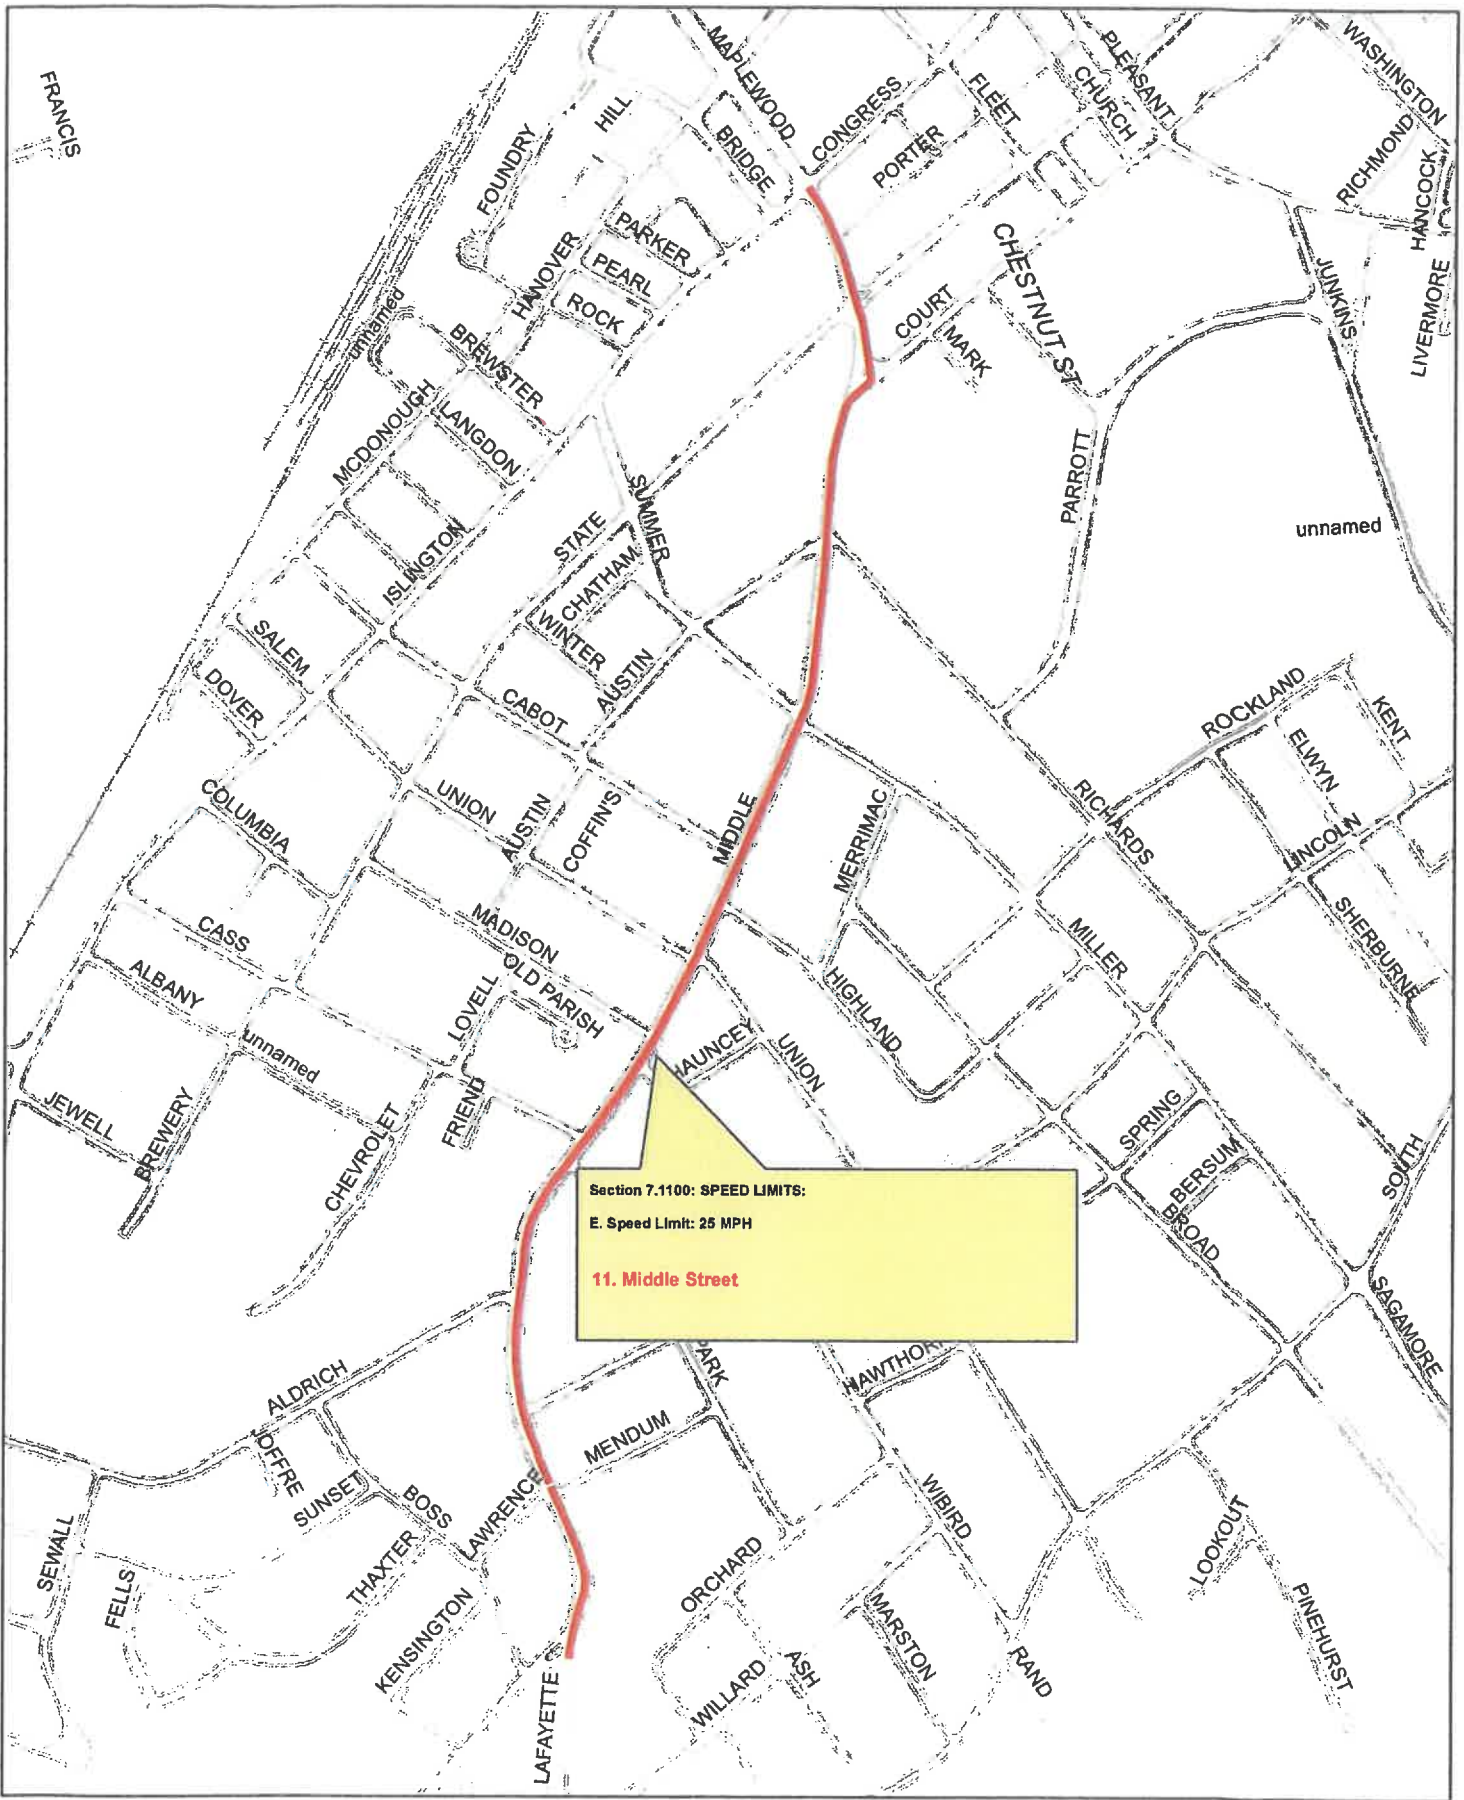 FRANCIS
MAPLEWOOD
CONGRESS
FLEET
CHURCH
PLEASANT
WASHINGTON
HILL
FOUNDRY
BRIDGE
PORTER
RICHMOND
HANCOCK
PARKER
HANOVER
PEARL
ROCK
CHESTNUT ST
JUNKINS
LIVERMORE
unnamed
COURT
MARK
BREWSTER
MCDONOUGH
LANGDON
PARROTT
unnamed
SUMMER
STATE
ISLINGTON
CHATHAM
WINTER
SALEM
AUSTIN
DOVER
CABOT
ROCKLAND
KENT
ELWYN
COLUMBIA
UNION
AUSTIN
COFFIN'S
MIDDLE
MERRIMAC
RICHARDS
LINCOLN
SHERBURNE
CASS
MADISON
MILLER
ALBANY
OLD PARISH
LOVELL
HIGHLAND
unnamed
HAUNCEY
UNION
JEWELL
BREWERY
FRIEND
CHEVROLET
SPRING
BERSUM
BROAD
SOUTH
Section 7.1100: SPEED LIMITS:
E. Speed Limit: 25 MPH
11. Middle Street
SAGAMORE
PARK
HAWTHOR
ALDRICH
JOFFRE
MENDUM
SUNSET
BOSS
LAWRENCE
WIBIRD
LOOKOUT
SEWALL
THAXTER
FELLS
ORCHARD
KENSINGTON
MARSTON
PINEHURST
WILLARD
ASH
RAND
LAFAYETTE